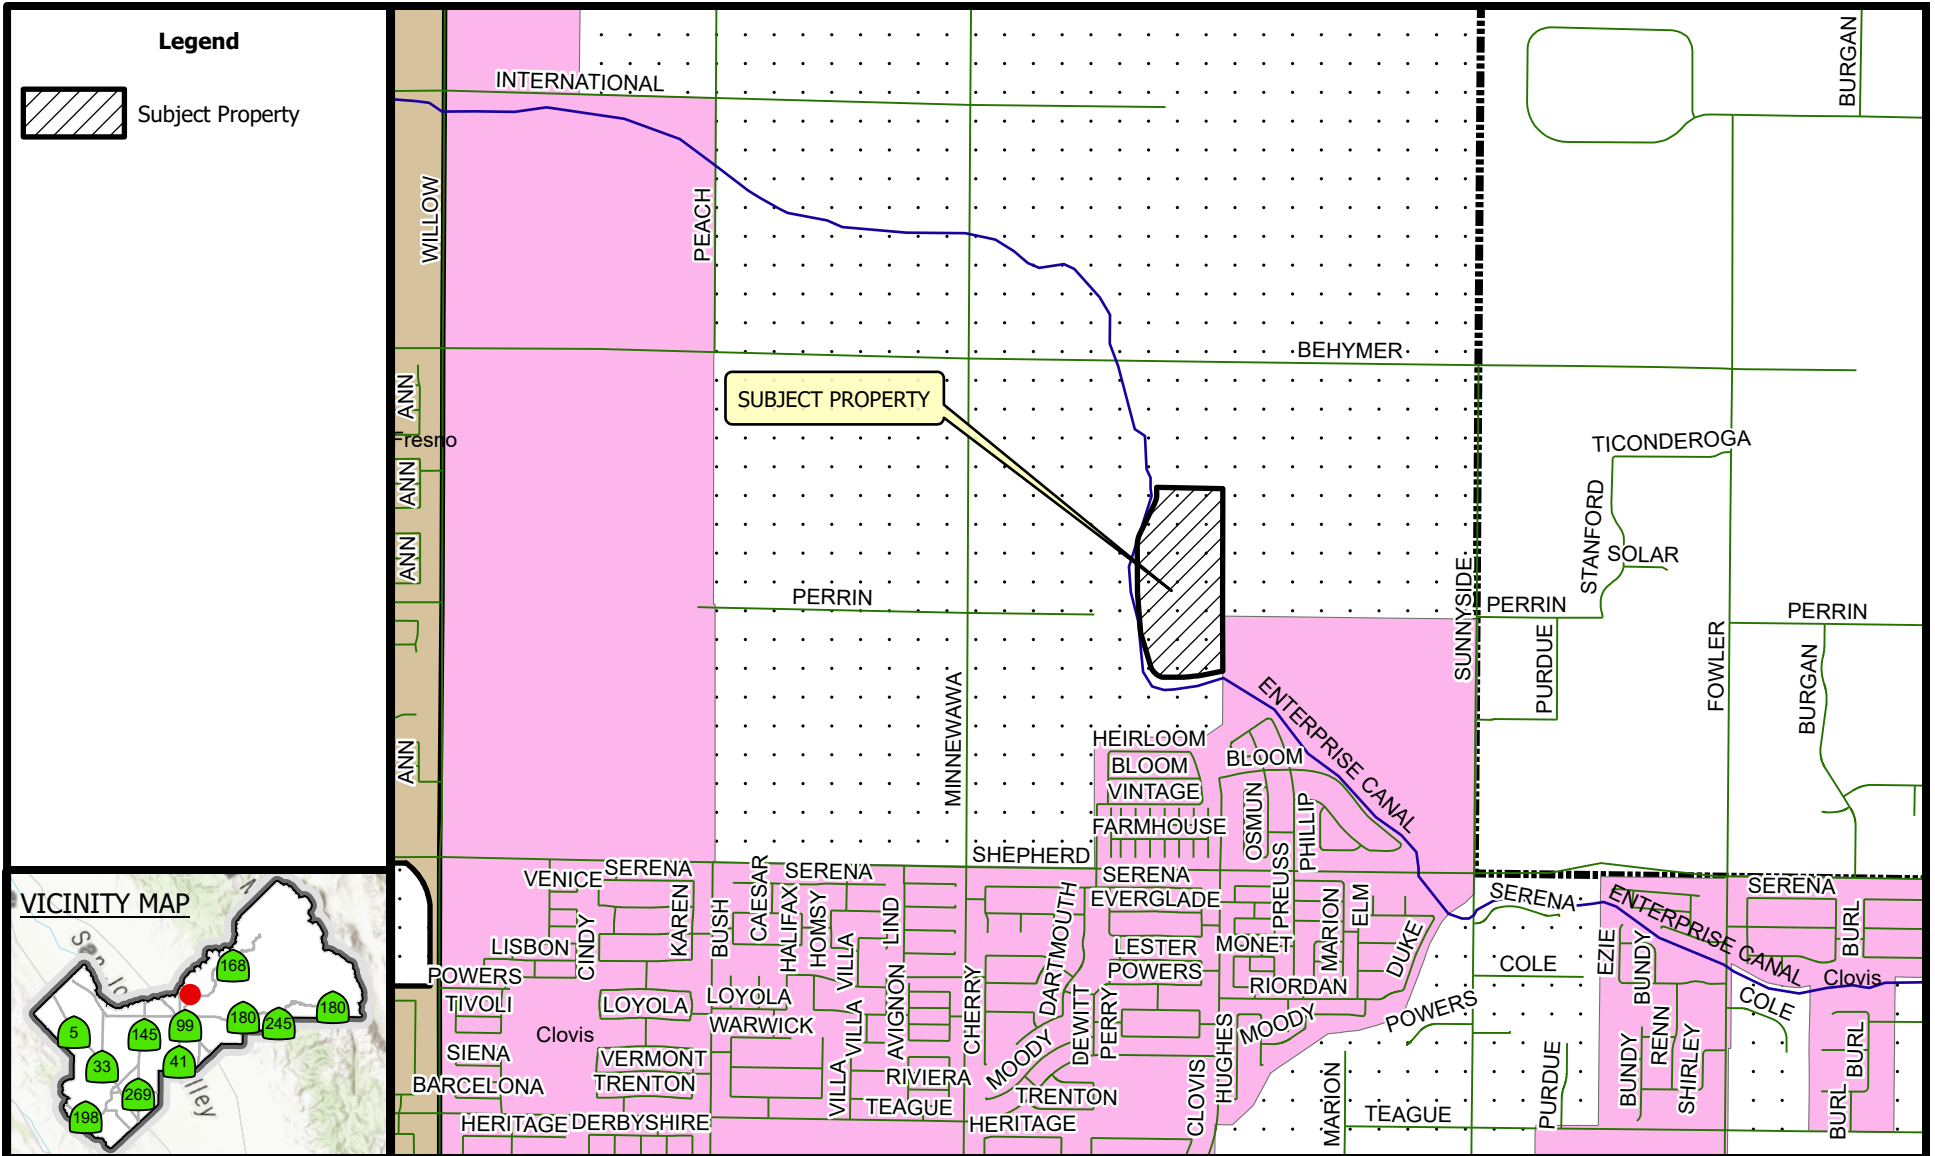 Legend
Subject Property
VICINITY MAP
San Jo
M
lley
168
180
180
245
99
145
5
33
41
269
198
INTERNATIONAL
BURGAN
WILLOW
PEACH
BEHYMER
SUBJECT PROPERTY
ANN
Fresno
ANN
ANN
ANN
TICONDEROGA
STANFORD
SOLAR
PERRIN
SUNNYSIDE
PERRIN
PERRIN
PURDUE
FOWLER
BURGAN
MINNEWAWA
ENTERPRISE CANAL
HEIRLOOM
BLOOM
BLOOM
VINTAGE
FARMHOUSE
OSMUN
PHILLIP
PREUSS
SHEPHERD
VENICE
SERENA
SERENA
SERENA
EVERGLADE
SERENA
SERENA
ENTERPRISE CANAL
KAREN
BUSH
CAESAR
HALIFAX
HOMSY
VILLA
LIND
CINDY
LISBON
DARTMOUTH
LESTER
MONET
MARION
ELM
DUKE
POWERS
POWERS
RIORDAN
COLE
EZIE
BUNDY
BURL
Clovis
TIVOLI
LOYOLA
LOYOLA
WARWICK
VILLA
AVIGNON
CHERRY
DEWITT
PERRY
MOODY
POWERS
COLE
Clovis
SIENA
VERMONT
TRENTON
BARCELONA
VILLA
RIVIERA
MOODY
TRENTON
HUGHES
CLOVIS
MARION
PURDUE
BUNDY
RENN
SHIRLEY
BURL
BURL
TEAGUE
TEAGUE
HERITAGE
DERBYSHIRE
HERITAGE